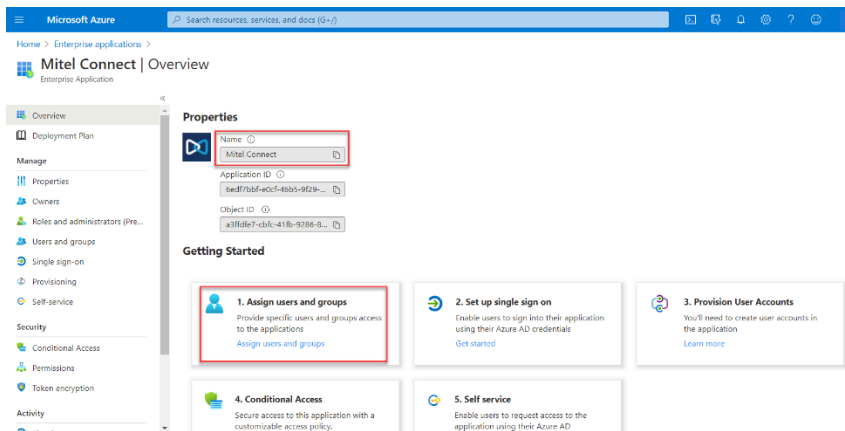 Microsoft Azure
Search resources, services, and docs (G+/)
Home > Enterprise applications >
Mitel Connect | Overview
Enterprise Application
«
Overview
Deployment Plan
Manage
Properties
Owners
Roles and administrators (Pre...
Users and groups
Single sign-on
Provisioning
Self-service
Security
Conditional Access
Permissions
Token encryption
Activity
Properties
Name
Mitel Connect
Application ID
6edf7bbf-e0cf-46b5-9f29-...
Object ID
a3ffdfe7-cbfc-41fb-9286-8...
Getting Started
1. Assign users and groups
Provide specific users and groups access
to the applications
Assign users and groups
2. Set up single sign on
Enable users to sign into their application
using their Azure AD credentials
Get started
3. Provision User Accounts
You'll need to create user accounts in
the application
Learn more
4. Conditional Access
Secure access to this application with a
customizable access policy.
5. Self service
Enable users to request access to the
application using their Azure AD